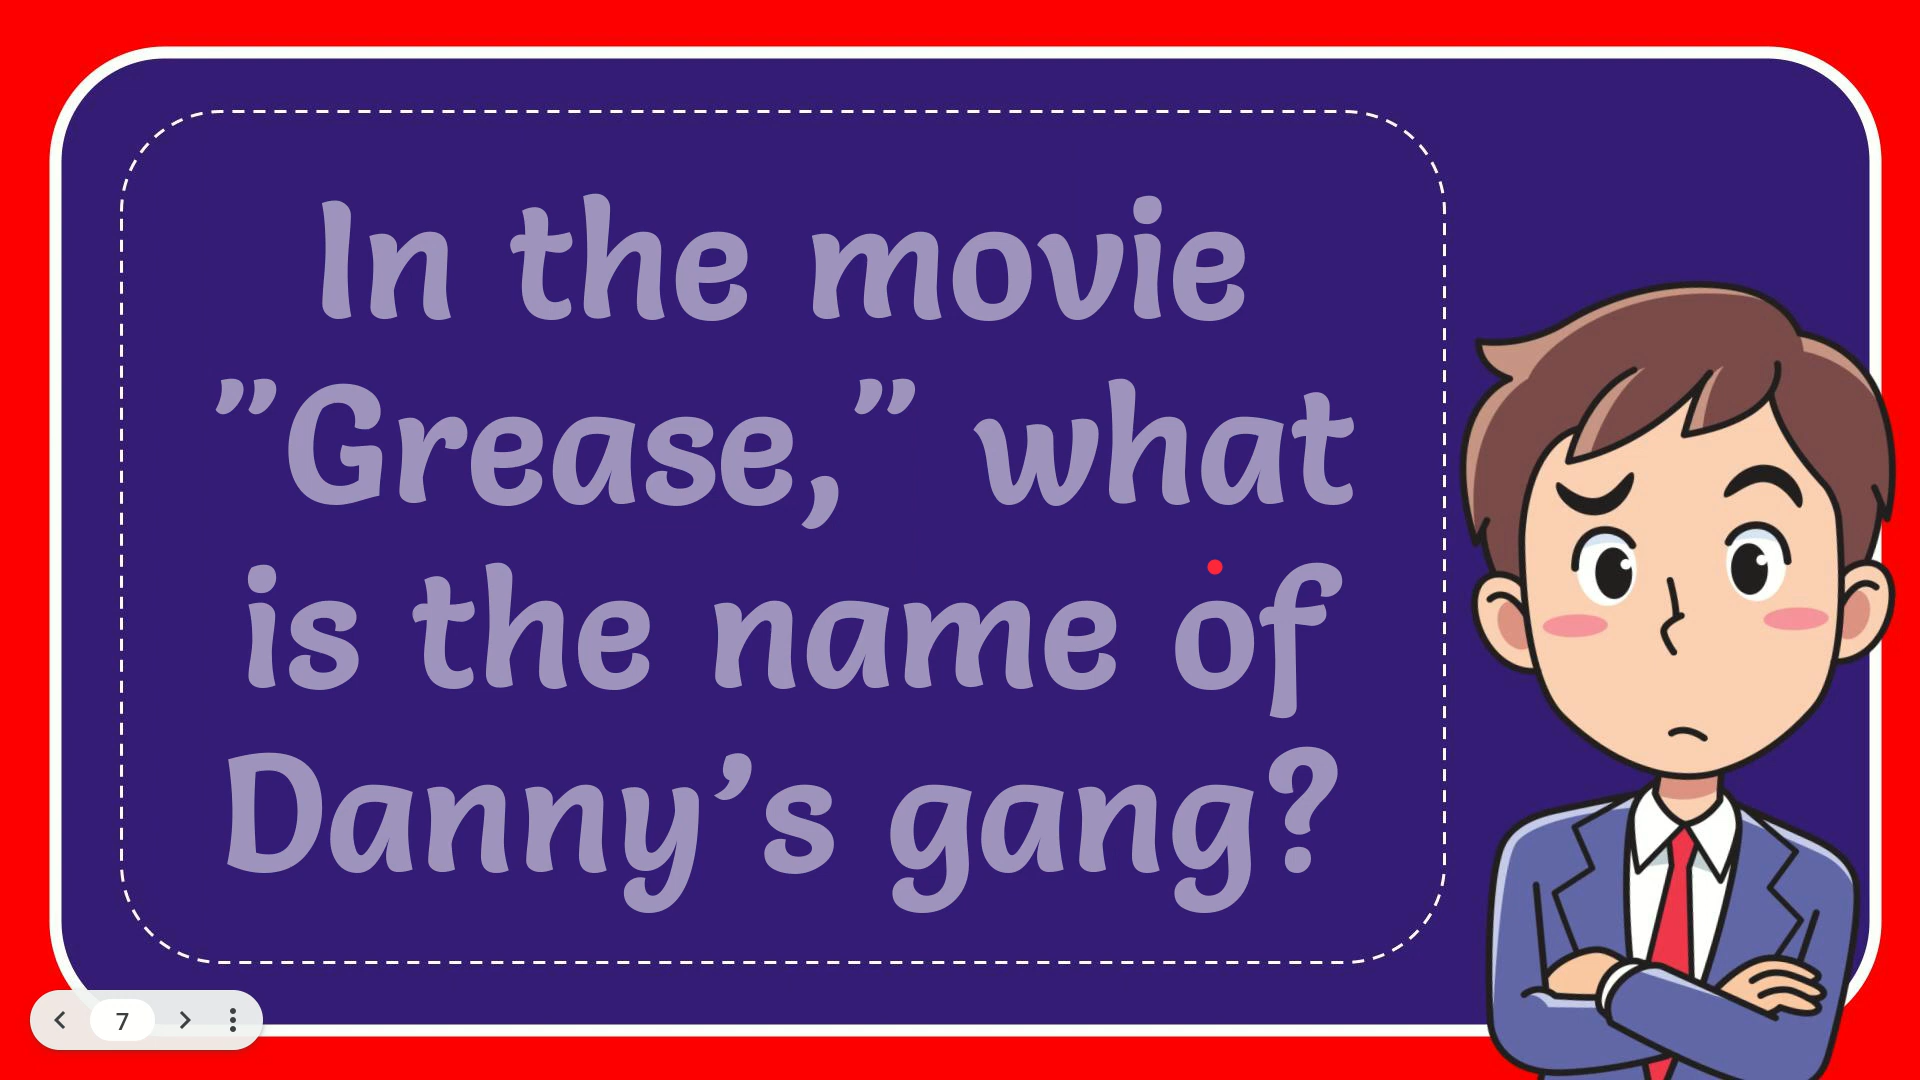 In the movie
”Grease,” what
is the name of
Danny’s gang?
7